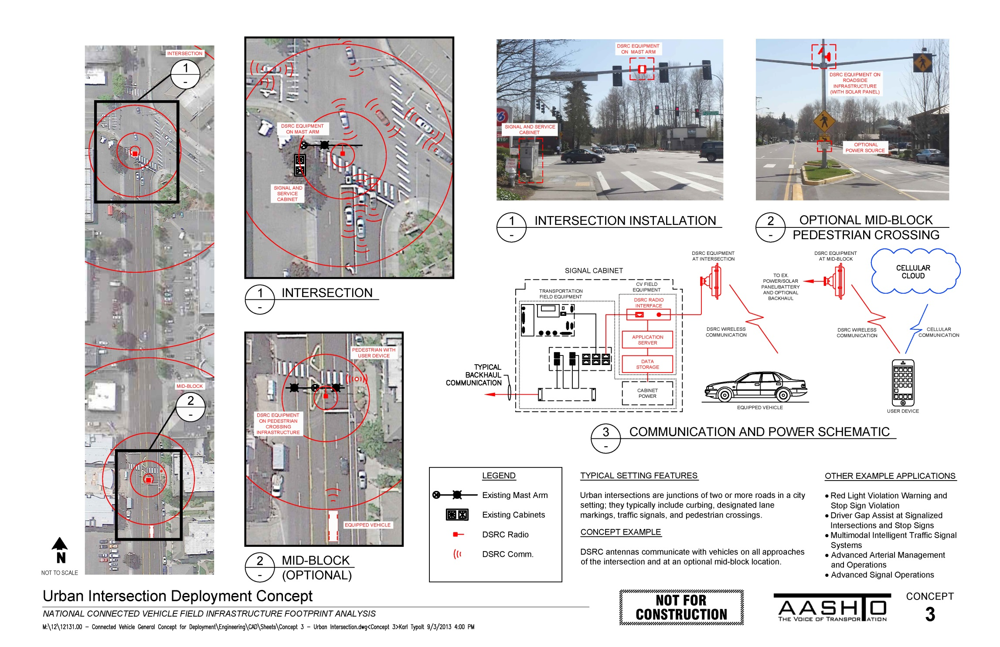 INTERSECTION
1
-
MID-BLOCK
2
-
N
NOT TO SCALE
DSRC EQUIPMENT
ON MAST ARM
SIGNAL AND
SERVICE
CABINET
1
-
INTERSECTION
PEDESTRIAN WITH
USER DEVICE
DSRC EQUIPMENT
ON PEDESTRIAN
CROSSING
INFRASTRUCTURE
EQUIPPED VEHICLE
2
-
MID-BLOCK
(OPTIONAL)
DSRC EQUIPMENT
ON MAST ARM
SIGNAL AND SERVICE
CABINET
FARM
FRESH
FLOWERS
1
-
INTERSECTION INSTALLATION
DSRC EQUIPMENT ON
ROADSIDE
INFRASTRUCTURE
(WITH SOLAR PANEL)
OPTIONAL
POWER SOURCE
2
-
OPTIONAL MID-BLOCK
PEDESTRIAN CROSSING
SIGNAL CABINET
TRANSPORTATION
FIELD EQUIPMENT
CV FIELD
EQUIPMENT
DSRC RADIO
INTERFACE
APPLICATION
SERVER
DATA
STORAGE
CABINET
POWER
TYPICAL
BACKHAUL
COMMUNICATION
DSRC EQUIPMENT
AT INTERSECTION
DSRC WIRELESS
COMMUNICATION
EQUIPPED VEHICLE
DSRC EQUIPMENT
AT MID-BLOCK
TO EX.
POWER/SOLAR
PANEL/BATTERY
AND OPTIONAL
BACKHAUL
DSRC WIRELESS
COMMUNICATION
CELLULAR
CLOUD
CELLULAR
COMMUNICATION
USER DEVICE
3
-
COMMUNICATION AND POWER SCHEMATIC
LEGEND
Existing Mast Arm
Existing Cabinets
DSRC Radio
DSRC Comm.
TYPICAL SETTING FEATURES
Urban intersections are junctions of two or more roads in a city
setting; they typically include curbing, designated lane
markings, traffic signals, and pedestrian crossings.
CONCEPT EXAMPLE
DSRC antennas communicate with vehicles on all approaches
of the intersection and at an optional mid-block location.
OTHER EXAMPLE APPLICATIONS
• Red Light Violation Warning and
Stop Sign Violation
• Driver Gap Assist at Signalized
Intersections and Stop Signs
• Multimodal Intelligent Traffic Signal
Systems
• Advanced Arterial Management
and Operations
• Advanced Signal Operations
Urban Intersection Deployment Concept
NATIONAL CONNECTED VEHICLE FIELD INFRASTRUCTURE FOOTPRINT ANALYSIS
M:\12\12131.00 - Connected Vehicle General Concept for Deployment\Engineering\CAD\Sheets\Concept 3 - Urban Intersection.dwg<Concept 3>Karl Typolt 9/3/2013 4:00 PM
NOT FOR
CONSTRUCTION
AASHTO
THE VOICE OF TRANSPORTATION
CONCEPT
3